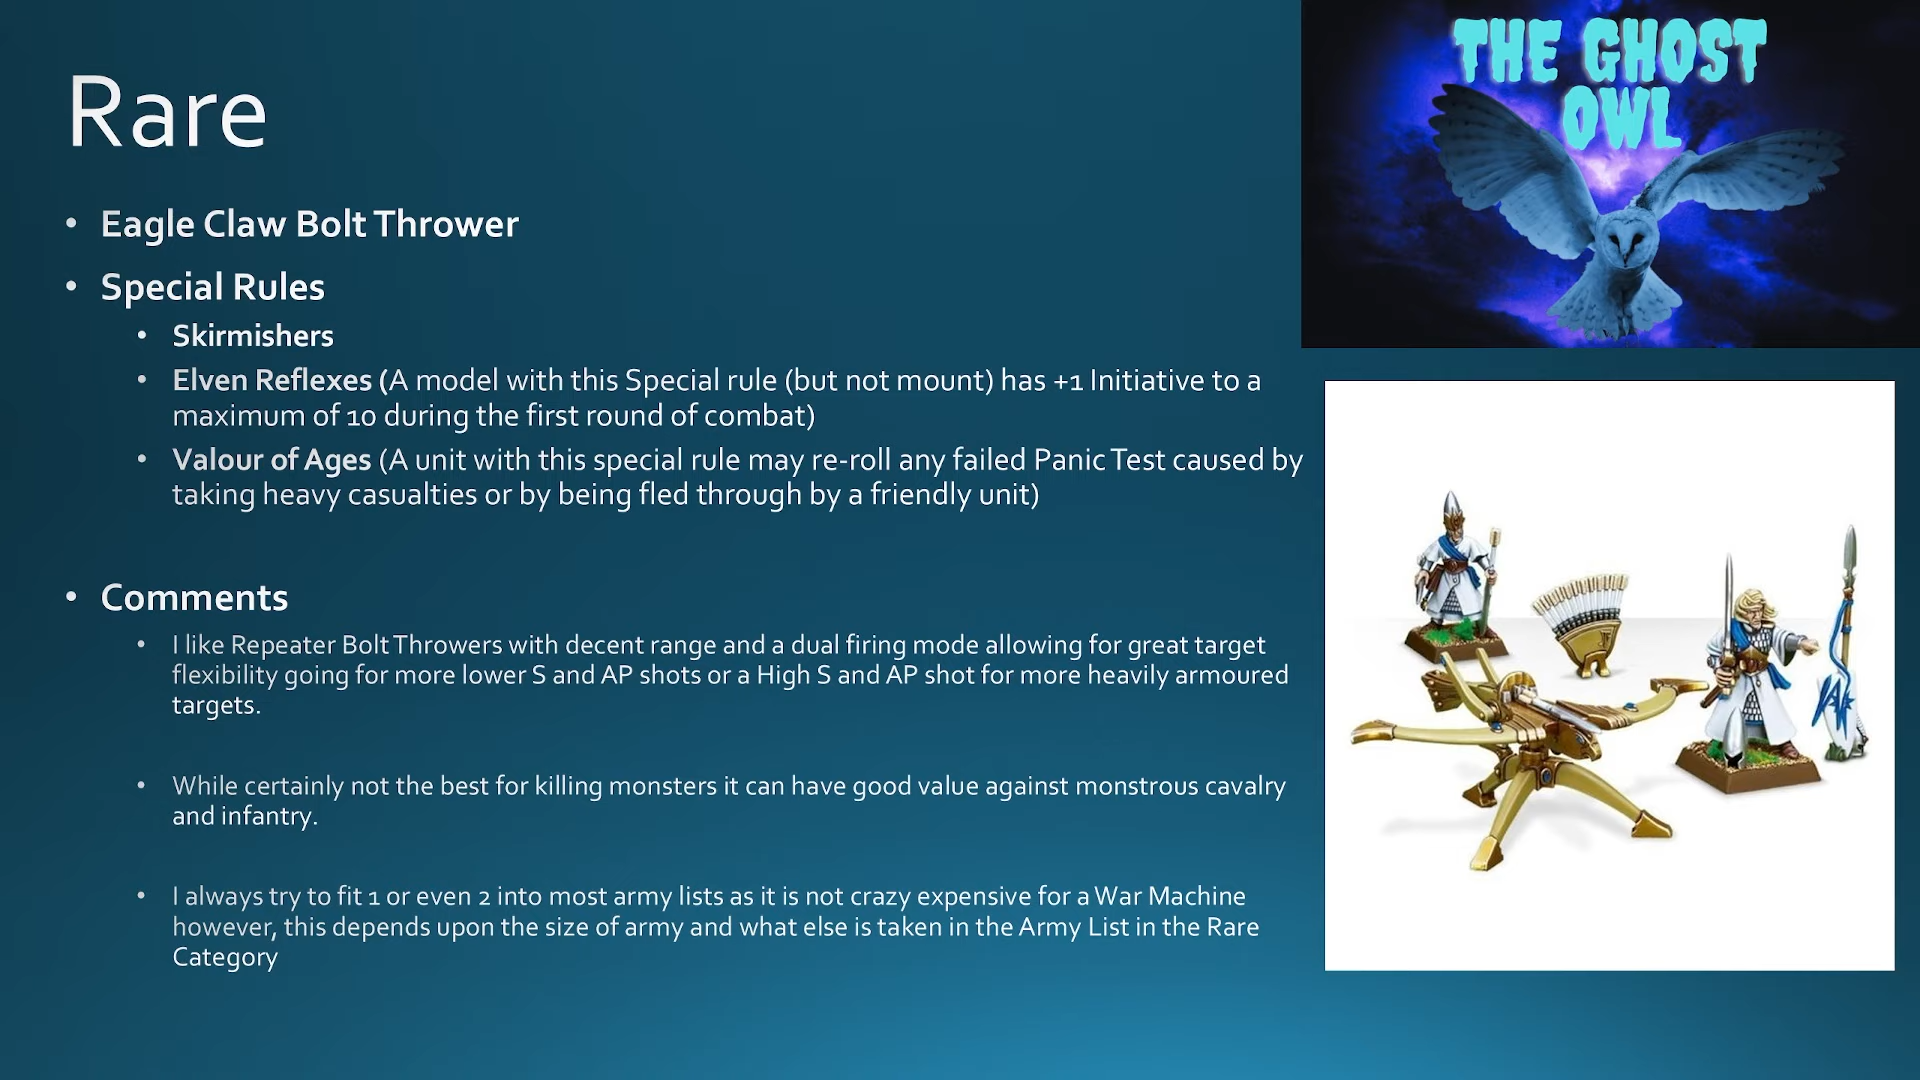 THE GHOST
OWL
Rare
• Eagle Claw Bolt Thrower
• Special Rules
• Skirmishers
• Elven Reflexes (A model with this Special rule (but not mount) has +1 Initiative to a
maximum of 10 during the first round of combat)
• Valour of Ages (A unit with this special rule may re-roll any failed Panic Test caused by
taking heavy casualties or by being fled through by a friendly unit)
• Comments
• I like Repeater Bolt Throwers with decent range and a dual firing mode allowing for great target
flexibility going for more lower S and AP shots or a High S and AP shot for more heavily armoured
targets.
• While certainly not the best for killing monsters it can have good value against monstrous cavalry
and infantry.
• I always try to fit 1 or even 2 into most army lists as it is not crazy expensive for a War Machine
however, this depends upon the size of army and what else is taken in the Army List in the Rare
Category